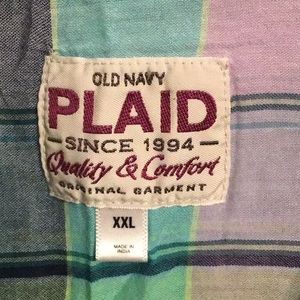 OLD NAVY
PLAID
— SINCE 1994 —
Quality & Comfort
ORIGINAL GARMENT
XXL
MADE IN
INDIA